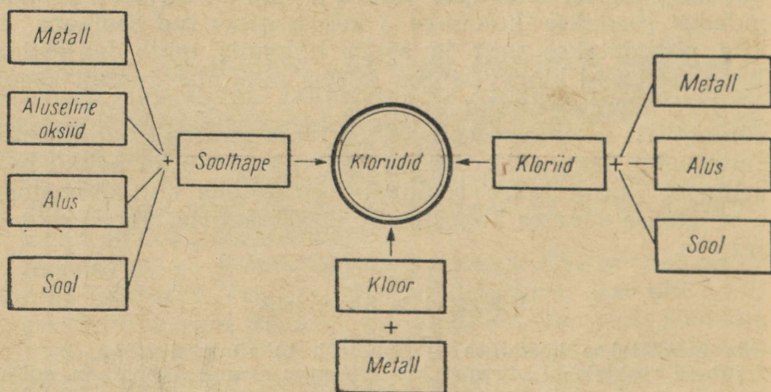 Metall
Aluseline
oksiid
Alus
Sool
+ Soolhape
Kloriidid
Kloriid +
Metall
Alus
Sool
Kloor
+
Metall